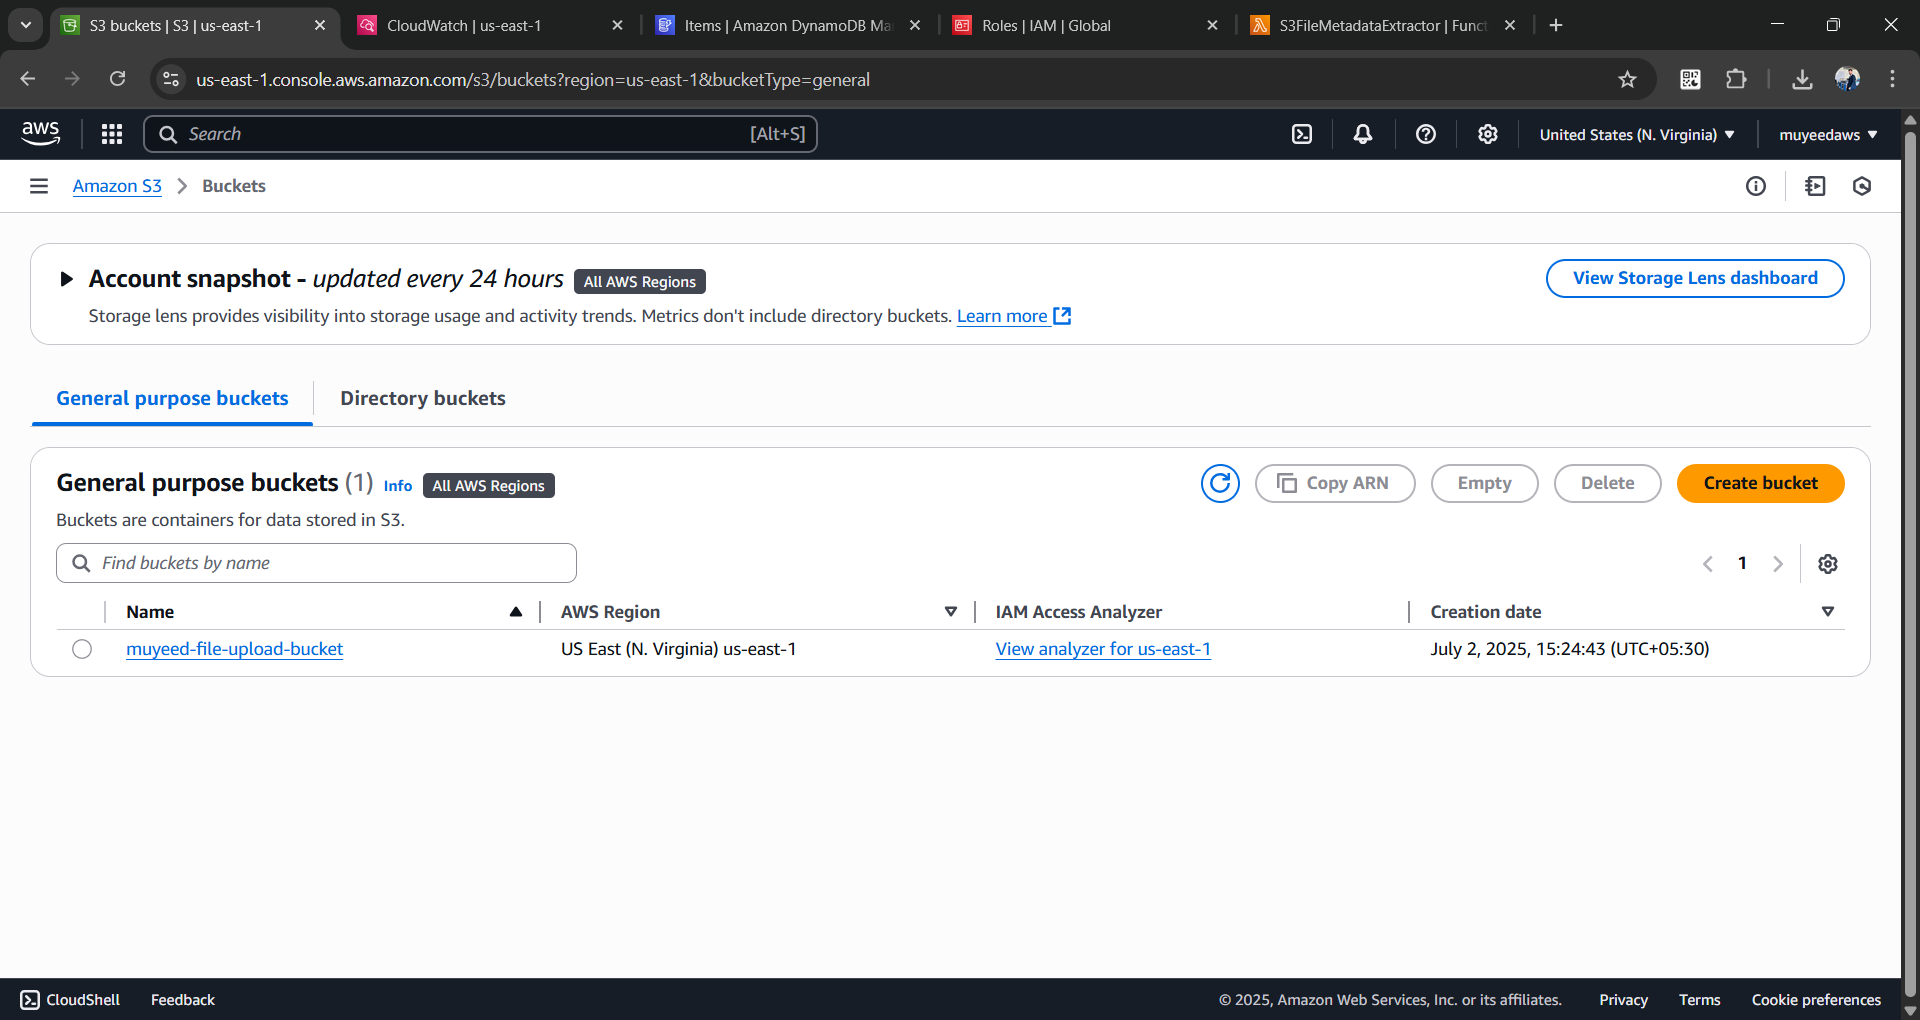 S3 buckets | S3 | us-east-1
CloudWatch | us-east-1
Items | Amazon DynamoDB Ma
Roles | IAM | Global
S3FileMetadataExtractor | Funct
us-east-1.console.aws.amazon.com/s3/buckets?region=us-east-1&bucketType=general
aws
Search
[Alt+S]
United States (N. Virginia)
muyeedaws
Amazon S3 > Buckets
Account snapshot - updated every 24 hours
All AWS Regions
View Storage Lens dashboard
Storage lens provides visibility into storage usage and activity trends. Metrics don't include directory buckets. Learn more
General purpose buckets
Directory buckets
General purpose buckets (1) Info
All AWS Regions
Copy ARN
Empty
Delete
Create bucket
Buckets are containers for data stored in S3.
Find buckets by name
1
Name
AWS Region
IAM Access Analyzer
Creation date
muyeed-file-upload-bucket
US East (N. Virginia) us-east-1
View analyzer for us-east-1
July 2, 2025, 15:24:43 (UTC+05:30)
CloudShell
Feedback
© 2025, Amazon Web Services, Inc. or its affiliates.
Privacy
Terms
Cookie preferences